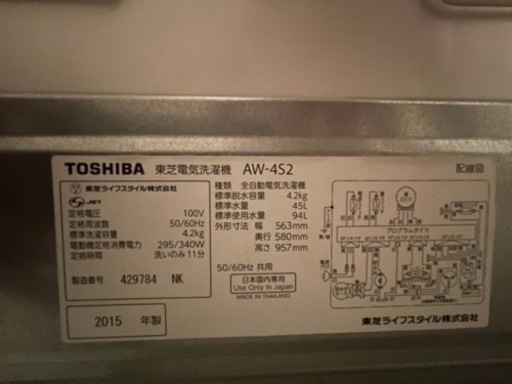 TOSHIBA 東芝電気洗濯機 AW-4S2
配線図
東芝ライフスタイル株式会社
JET
定格電圧 100V
定格周波数 50/60Hz
標準洗濯容量 4.2kg
電動機定格消費電力 295/340W
定格時間 洗いのみ11分
製造番号 429784 NK
2015 年製
種類 全自動電気洗濯機
標準脱水容量 4.2kg
標準水量 45L
標準使用水量 94L
外形寸法 幅 563mm
奥行 580mm
高さ 957mm
50/60Hz 共用
日本国内専用
Use Only In Japan
MADE IN THAILAND
プログラムタイマ
東芝ライフスタイル株式会社